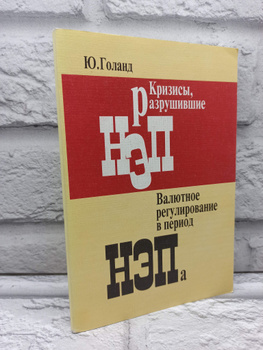 Ю.Голанд
Кризисы,
разрушившие
НЭП
Валютное
регулирование
в период
НЭПа